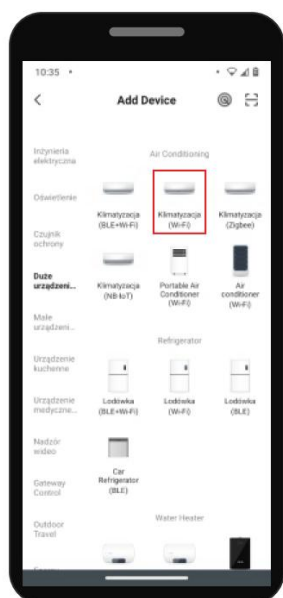 10:35
Add Device
Inżynieria
elektryczna
Oświetlenie
Czujnik
ochrony
Duże
urządzeni...
Małe
urządzeni...
Urządzenie
kuchenne
Urządzenie
medyczne...
Nadzór
wideo
Gateway
Control
Outdoor
Travel
Air Conditioning
Klimatyzacja
(BLE+Wi-Fi)
Klimatyzacja
(Wi-Fi)
Klimatyzacja
(Zigbee)
Klimatyzacja
(NB-IoT)
Portable Air
Conditioner
(Wi-Fi)
Air
conditioner
(Wi-Fi)
Refrigerator
Lodówka
(BLE+Wi-Fi)
Lodówka
(Wi-Fi)
Lodówka
(BLE)
Car
Refrigerator
(BLE)
Water Heater